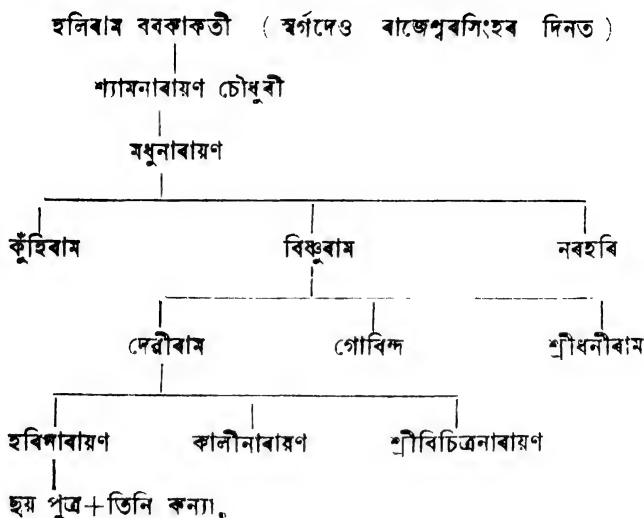 হলিৰাম বৰকাকতী ( স্বৰ্গদেও ৰাজেশ্বৰসিংহৰ দিনত )
শ্যামনাৰায়ণ চৌধুৰী
মধুনাৰায়ণ
কুঁহিৰাম বিষ্ণুৰাম নৰহৰি
দেৱীৰাম গোবিন্দ শ্ৰীধনীৰাম
হৰিনাৰায়ণ কালীনাৰায়ণ শ্ৰীবিচিত্ৰনাৰায়ণ
ছয় পুত্ৰ+তিনি কন্যা,